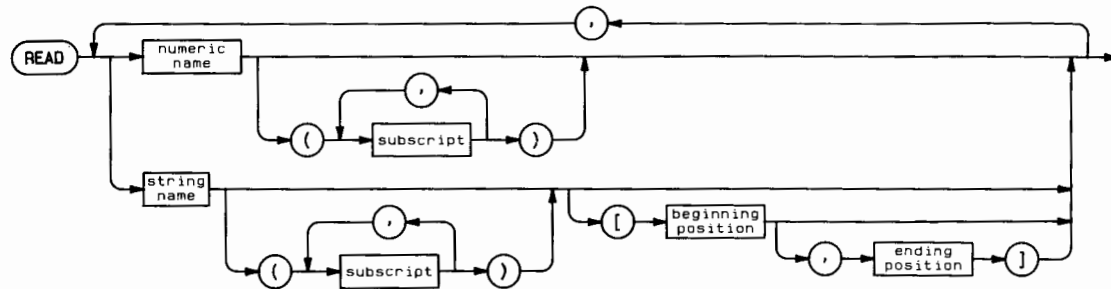 ,
READ
numeric
name
,
( subscript )
string
name
[ beginning
position
,
( subscript )
, ending
position ]